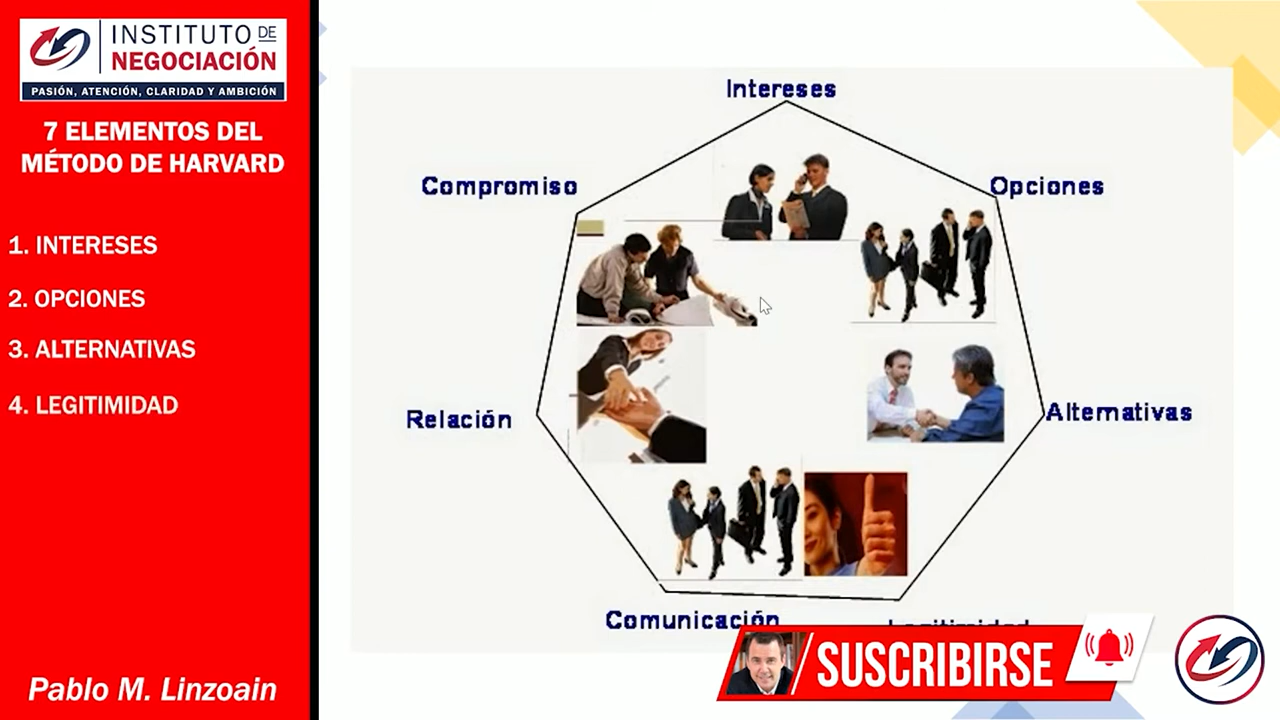 INSTITUTO DE
NEGOCIACIÓN
PASIÓN, ATENCIÓN, CLARIDAD Y AMBICIÓN
7 ELEMENTOS DEL
MÉTODO DE HARVARD
1. INTERESES
2. OPCIONES
3. ALTERNATIVAS
4. LEGITIMIDAD
Pablo M. Linzoain
Intereses
Compromiso
Opciones
Relación
Alternativas
Comunicación
Legitimidad
SUSCRIBIRSE